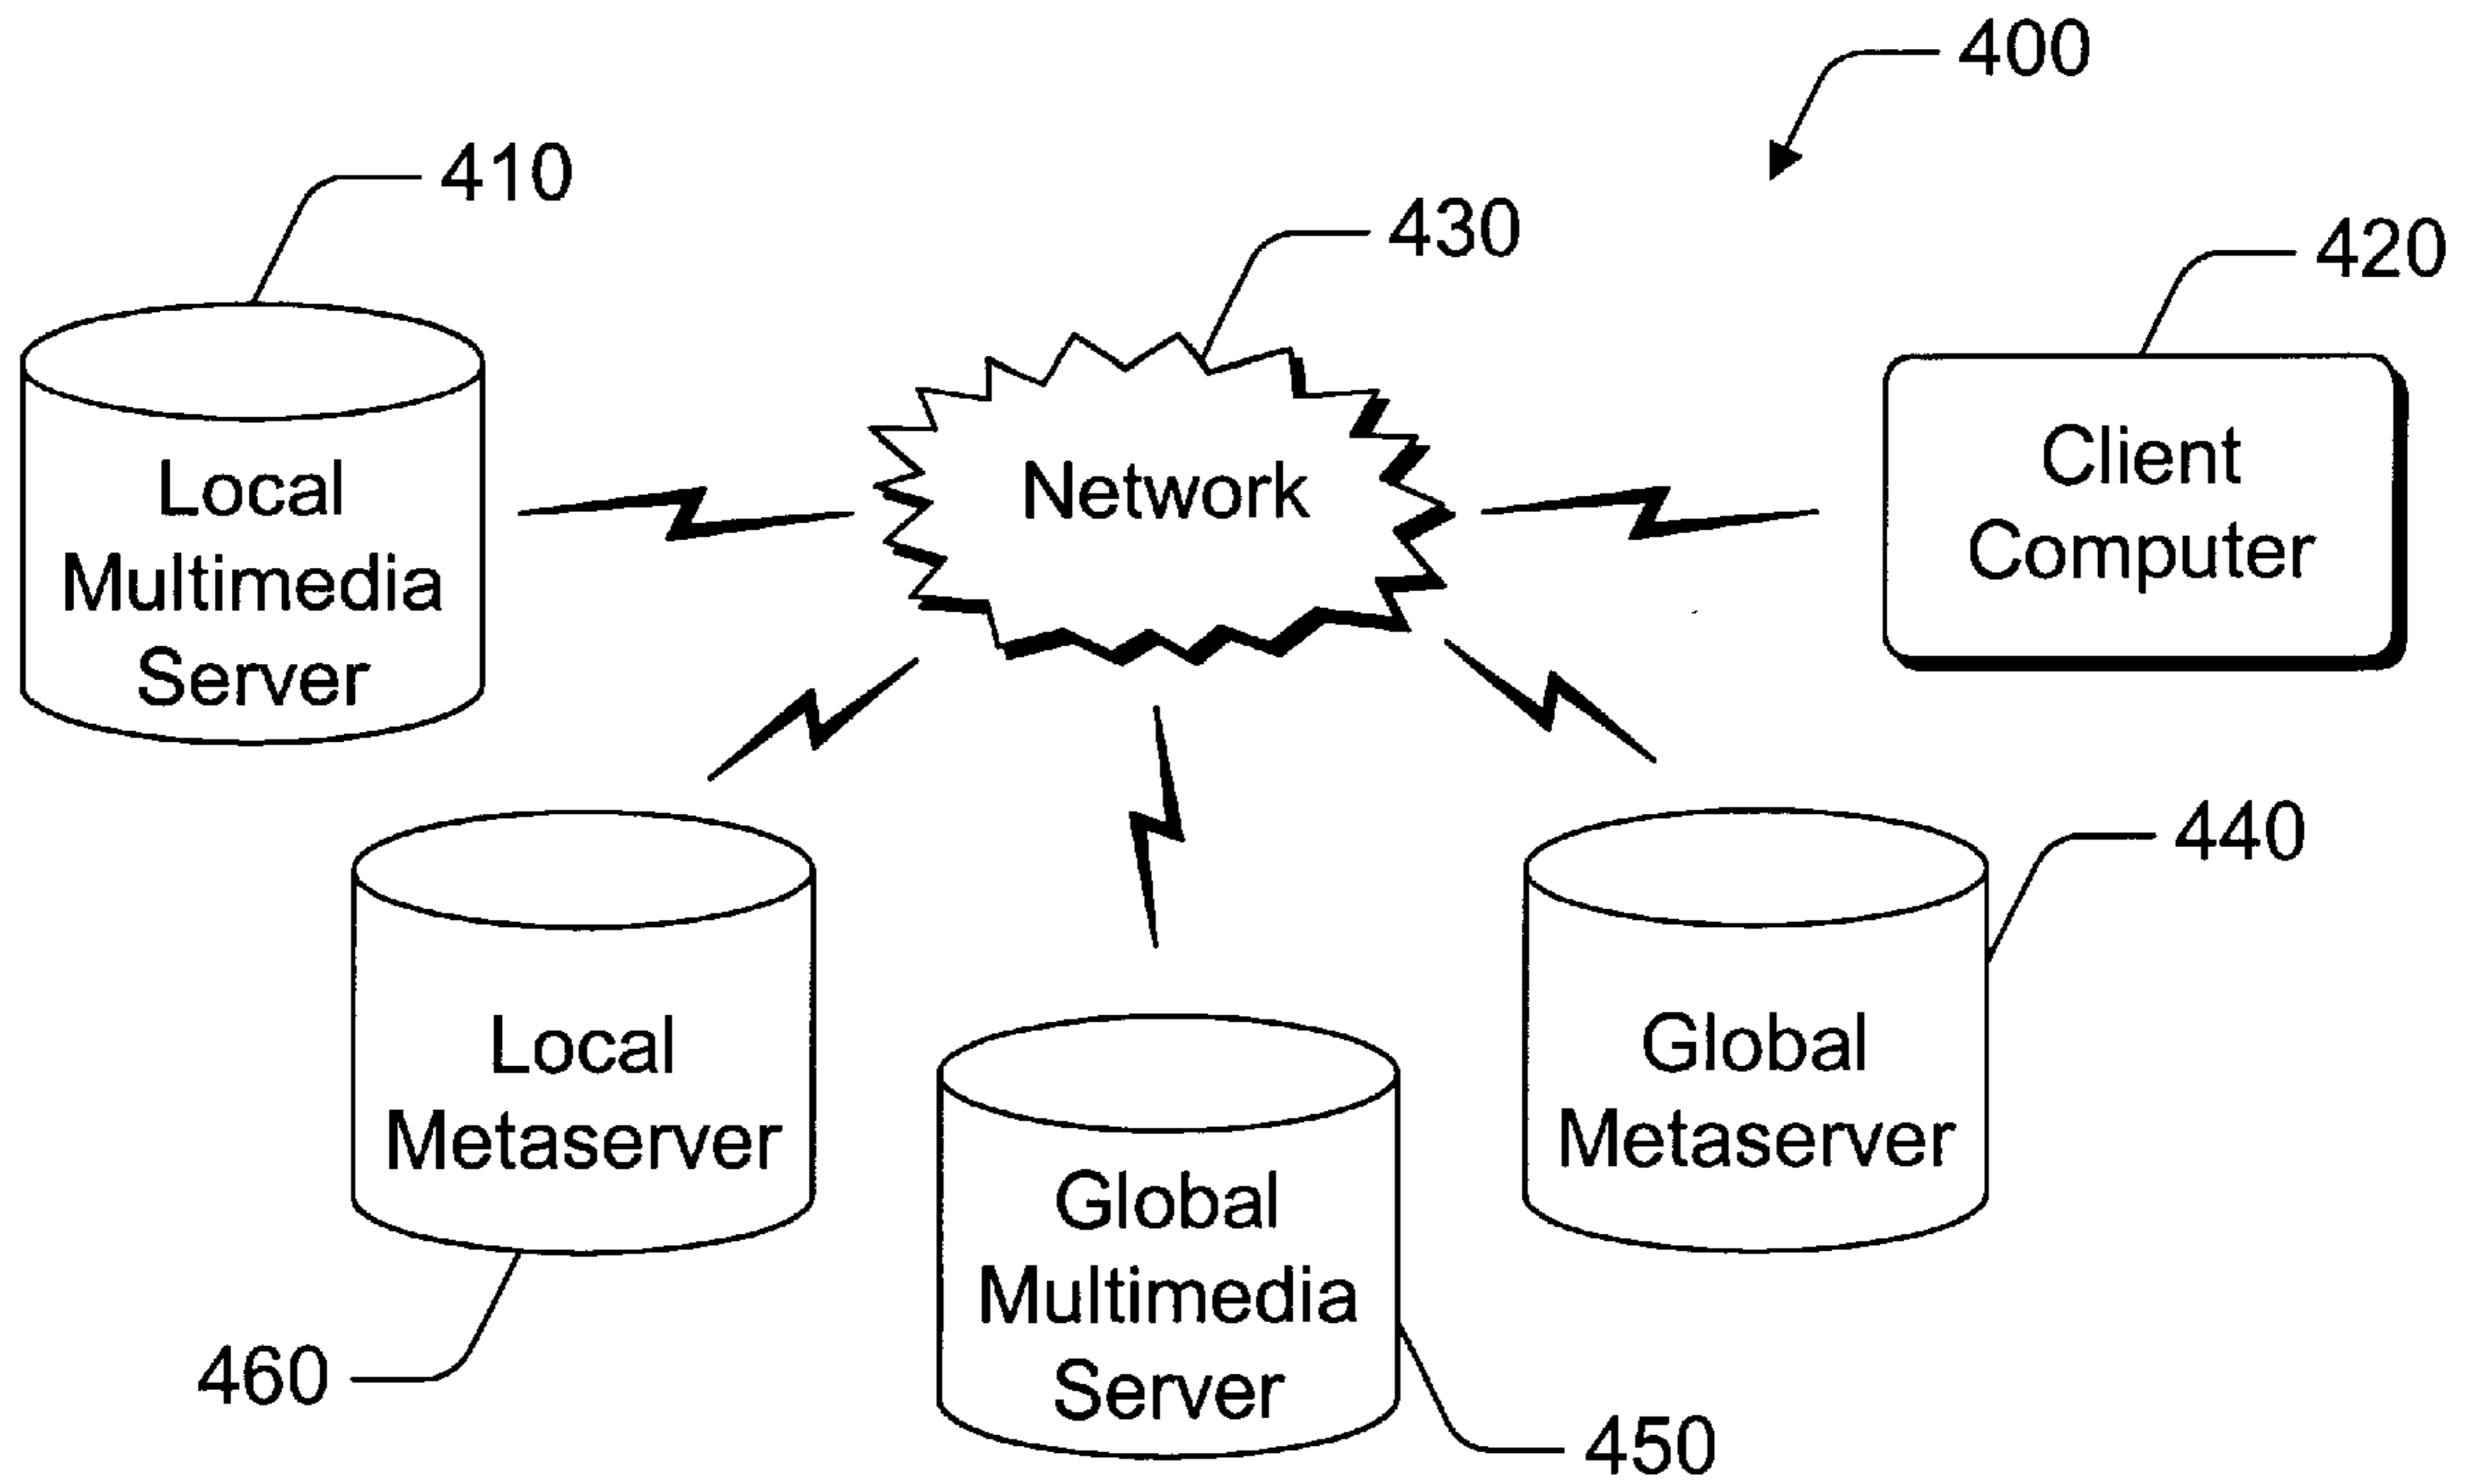 400
410
430
420
Local
Multimedia
Server
Network
Client
Computer
440
Local
Metaserver
Global
Metaserver
Global
Multimedia
Server
460
450